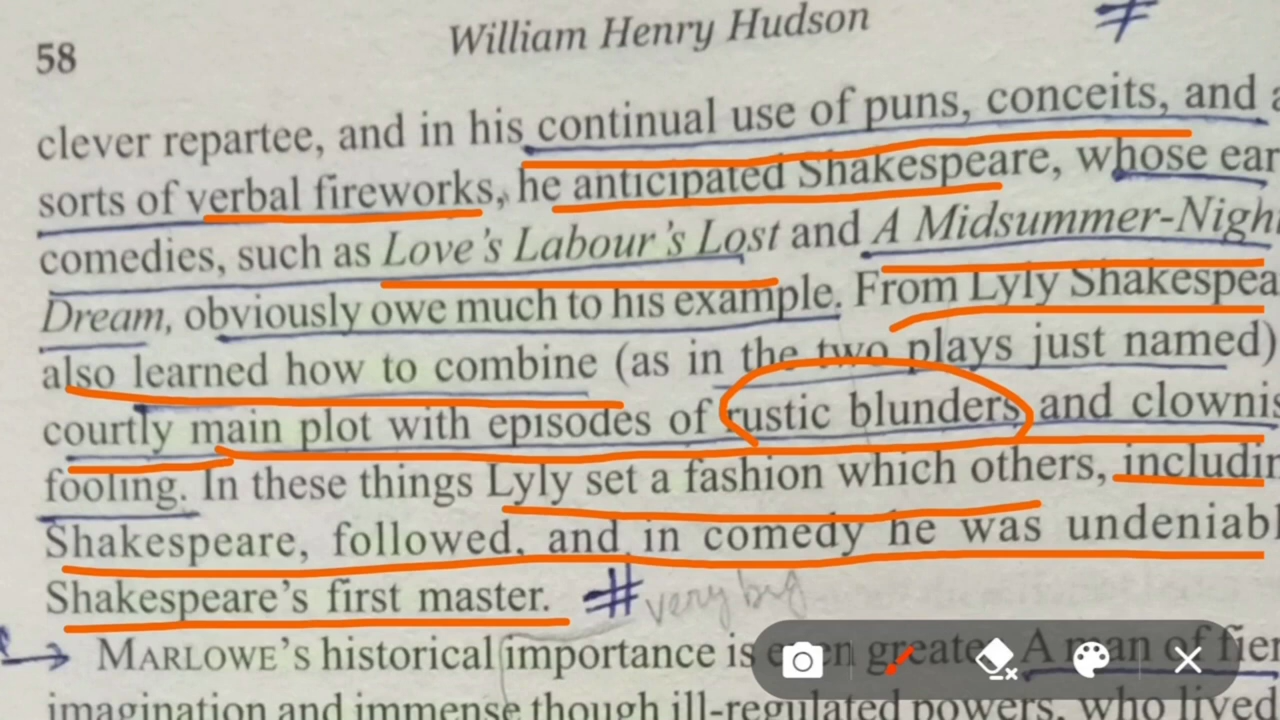 58
William Henry Hudson
#
clever repartee, and in his continual use of puns, conceits, and a
sorts of verbal fireworks, he anticipated Shakespeare, whose ear
comedies, such as Love's Labour's Lost and A Midsummer-Nigh
Dream, obviously owe much to his example. From Lyly Shakespea
also learned how to combine (as in the two plays just named)
courtly main plot with episodes of rustic blunders and clownis
fooling. In these things Lyly set a fashion which others, includin
Shakespeare, followed, and in comedy he was undeniabl
Shakespeare's first master. # very big
→ MARLOWE's historical importance is even greater. A man of fier
imagination and immense though ill-regulated powers, who lived